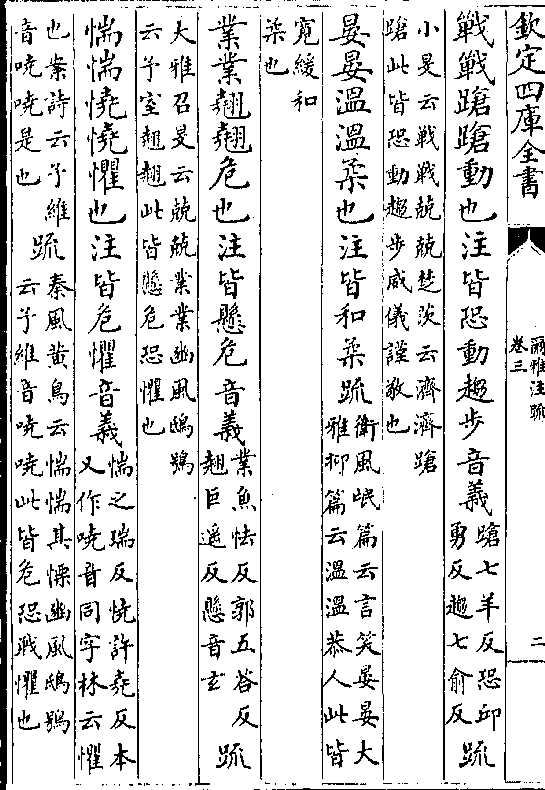 欽定四庫全書
爾雅注疏
卷三
二
戰戰蹌蹌動也注皆恐動趨步音義蹌七羊反恐邱
勇反趨七俞反疏
小旻云戰戰兢兢楚茨云濟濟蹌
蹌此皆恐動趨步威儀謹敬也
晏晏溫溫柔也注皆和柔疏衛風氓篇云言笑晏晏大
雅抑篇云溫溫恭人此皆
寛緩和
柔也
業業翹翹危也注皆懸危音義業魚怯反郭五荅反
翹巨遥反懸音玄疏
大雅召旻云兢兢業業豳風鴟鴞
云予室翹翹此皆懸危恐懼也
惴惴憢憢懼也注皆危懼音義惴之瑞反憢許堯反本
又作嘵音同字林云懼
也案詩云予維
音嘵嘵是也疏秦風黄鳥云惴惴其慄豳風鴟鴞
云予維音嘵嘵此皆危恐戰懼也